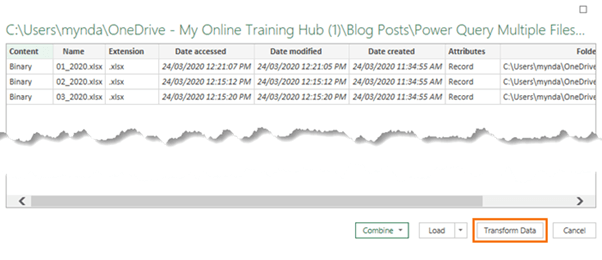 C:\Users\mynda\OneDrive - My Online Training Hub (1)\Blog Posts\Power Query Multiple Files...
Content Name Extension Date accessed Date modified Date created Attributes Folde
Binary 01_2020.xlsx .xlsx 24/03/2020 12:21:07 PM 24/03/2020 12:21:05 PM 24/03/2020 11:34:55 AM Record C:\Users\mynda\OneDrive
Binary 02_2020.xlsx .xlsx 24/03/2020 12:15:12 PM 24/03/2020 12:15:12 PM 24/03/2020 11:34:55 AM Record C:\Users\mynda\OneDrive
Binary 03_2020.xlsx .xlsx 24/03/2020 12:15:20 PM 24/03/2020 12:15:20 PM 24/03/2020 11:34:55 AM Record C:\Users\mynda\OneDrive
Combine Load Transform Data Cancel